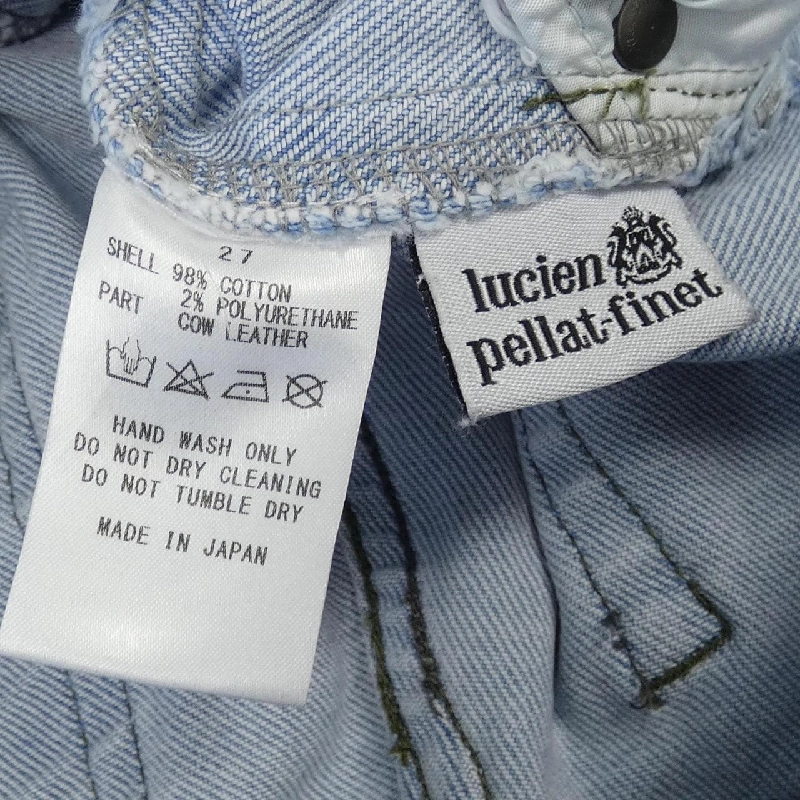 27
SHELL 98% COTTON
2% POLYURETHANE
PART COW LEATHER
HAND WASH ONLY
DO NOT DRY CLEANING
DO NOT TUMBLE DRY
MADE IN JAPAN
lucien
pellat-finet